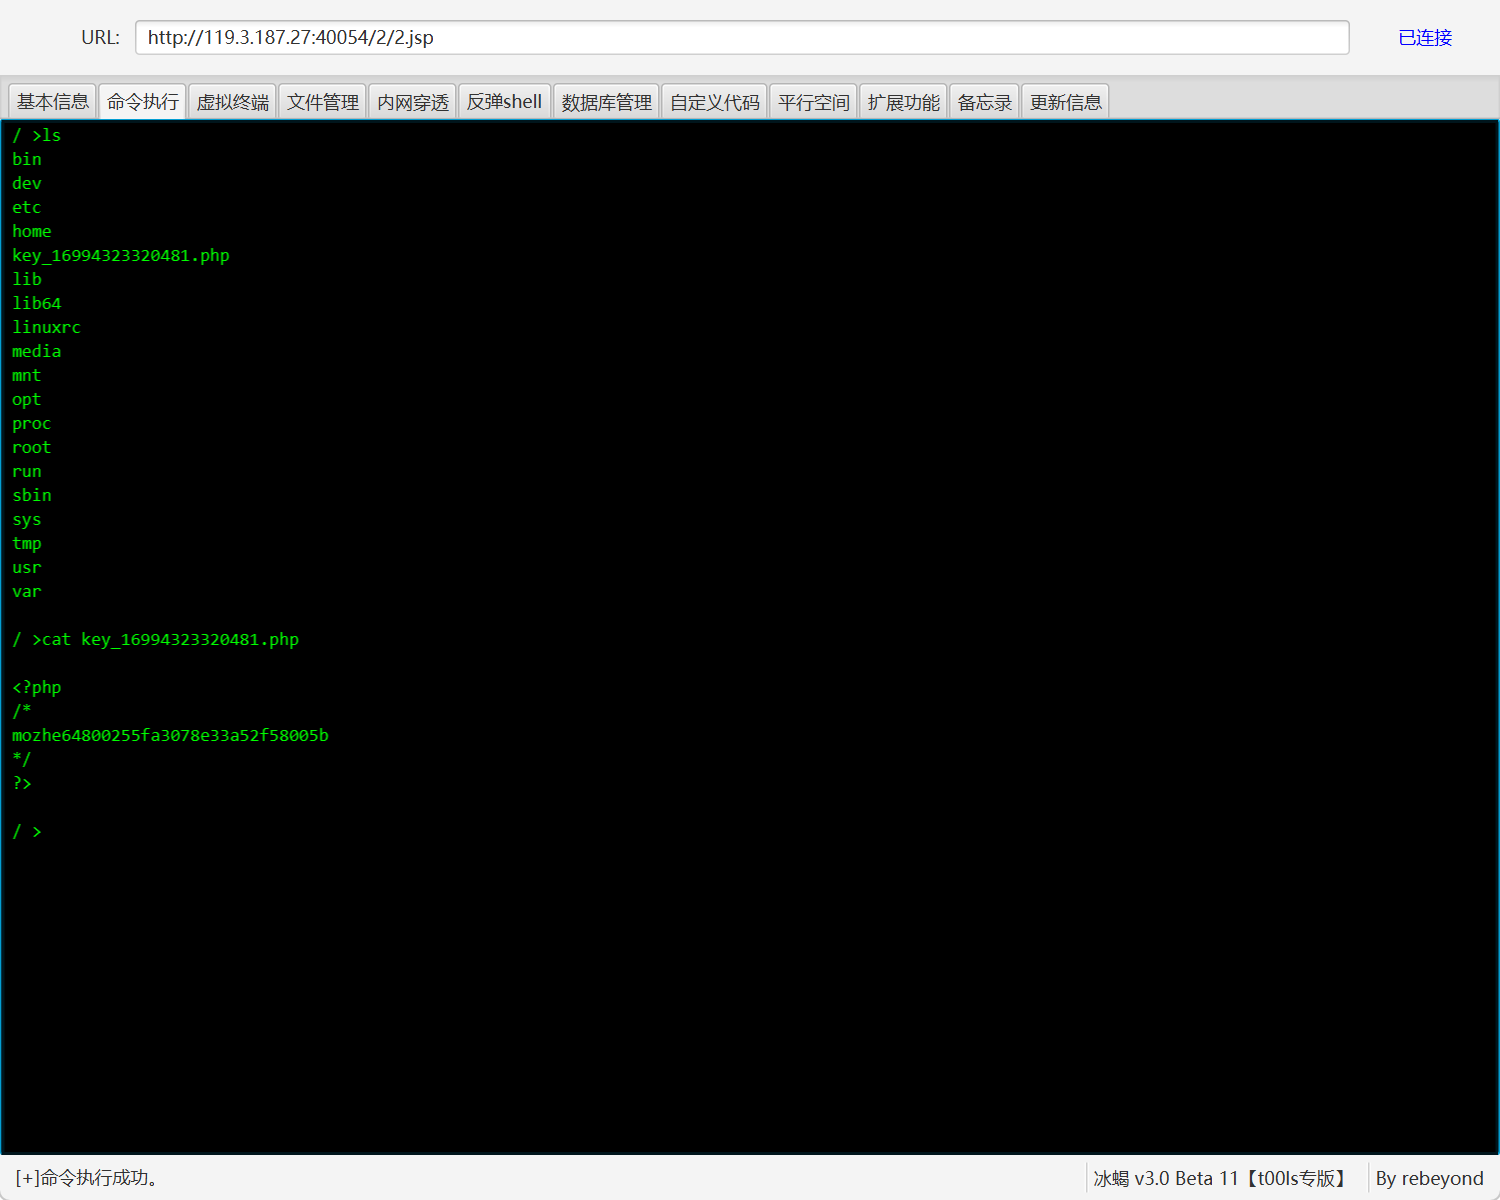 URL: http://119.3.187.27:40054/2/2.jsp 已连接
基本信息 命令执行 虚拟终端 文件管理 内网穿透 反弹shell 数据库管理 自定义代码 平行空间 扩展功能 备忘录 更新信息
/ >ls
bin
dev
etc
home
key_16994323320481.php
lib
lib64
linuxrc
media
mnt
opt
proc
root
run
sbin
sys
tmp
usr
var
/ >cat key_16994323320481.php
<?php
/*
mozhe64800255fa3078e33a52f58005b
*/
?>
/ >
[+]命令执行成功。 冰蝎 v3.0 Beta 11【t00ls专版】 By rebeyond